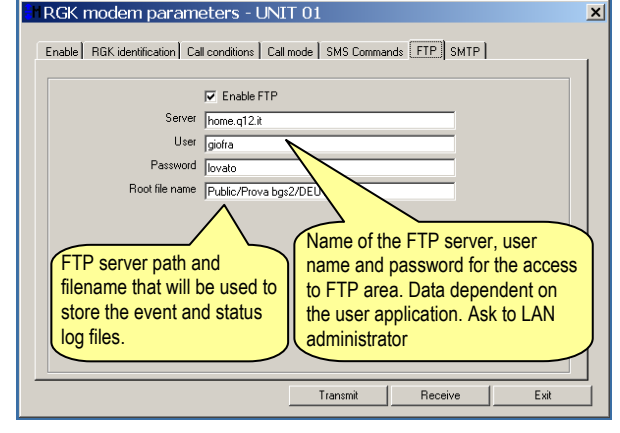 RGK modem parameters - UNIT 01
Enable RGK identification Call conditions Call mode SMS Commands FTP SMTP
Enable FTP
Server home.q12.it
User giofra
Password lovato
Root file name Public/Prova bgs2/DEU
FTP server path and
filename that will be used to
store the event and status
log files.
Name of the FTP server, user
name and password for the access
to FTP area. Data dependent on
the user application. Ask to LAN
administrator
Transmit Receive Exit